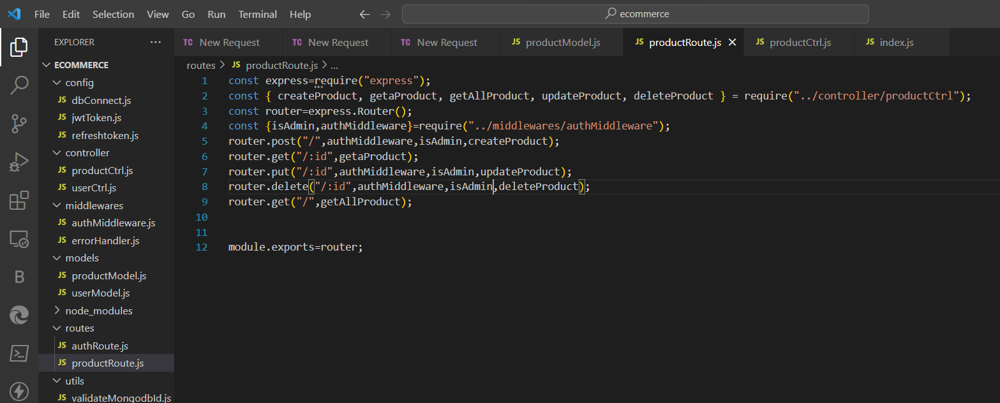 File Edit Selection View Go Run Terminal Help
ecommerce
EXPLORER
ECOMMERCE
config
JS dbConnect.js
JS jwtToken.js
JS refreshtoken.js
controller
JS productCtrl.js
JS userCtrl.js
middlewares
JS authMiddleware.js
JS errorHandler.js
models
JS productModel.js
JS userModel.js
node_modules
routes
JS authRoute.js
JS productRoute.js
utils
JS validateMongodbId.js
B
TC New Request TC New Request TC New Request JS productModel.js JS productRoute.js JS productCtrl.js JS index.js
routes > JS productRoute.js > ...
1 const express=require("express");
2 const { createProduct, getaProduct, getAllProduct, updateProduct, deleteProduct } = require("../controller/productCtrl");
3 const router=express.Router();
4 const {isAdmin,authMiddleware}=require("../middlewares/authMiddleware");
5 router.post("/",authMiddleware,isAdmin,createProduct);
6 router.get("/:id",getaProduct);
7 router.put("/:id",authMiddleware,isAdmin,updateProduct);
8 router.delete("/:id",authMiddleware,isAdmin,deleteProduct);
9 router.get("/",getAllProduct);
10
11
12 module.exports=router;